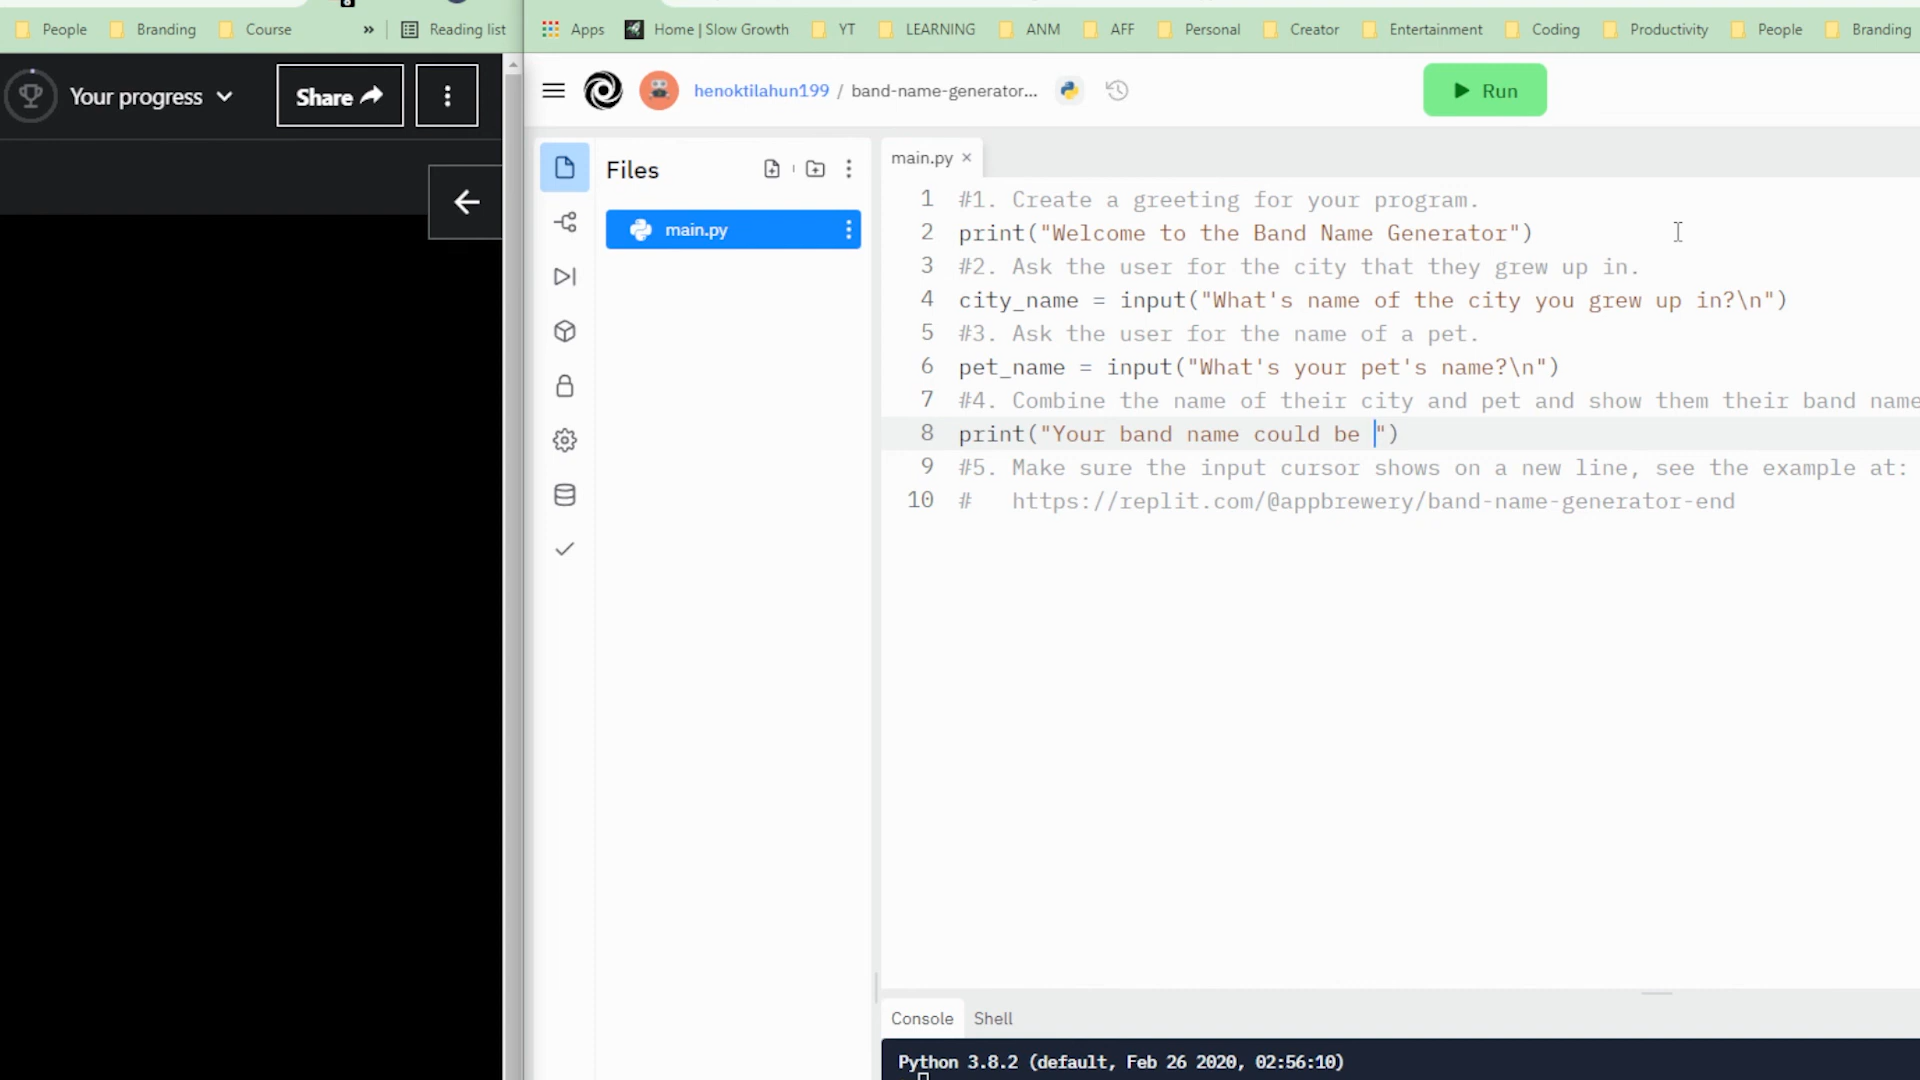 People Branding Course » Reading list
Apps Home | Slow Growth YT LEARNING ANM AFF Personal Creator Entertainment Coding Productivity People Branding
Your progress Share
henoktilahun199 / band-name-generator... Run
Files
main.py
main.py ×
1 #1. Create a greeting for your program.
2 print("Welcome to the Band Name Generator")
3 #2. Ask the user for the city that they grew up in.
4 city_name = input("What's name of the city you grew up in?\n")
5 #3. Ask the user for the name of a pet.
6 pet_name = input("What's your pet's name?\n")
7 #4. Combine the name of their city and pet and show them their band name
8 print("Your band name could be ")
9 #5. Make sure the input cursor shows on a new line, see the example at:
10 #   https://replit.com/@appbrewery/band-name-generator-end
Console Shell
Python 3.8.2 (default, Feb 26 2020, 02:56:10)